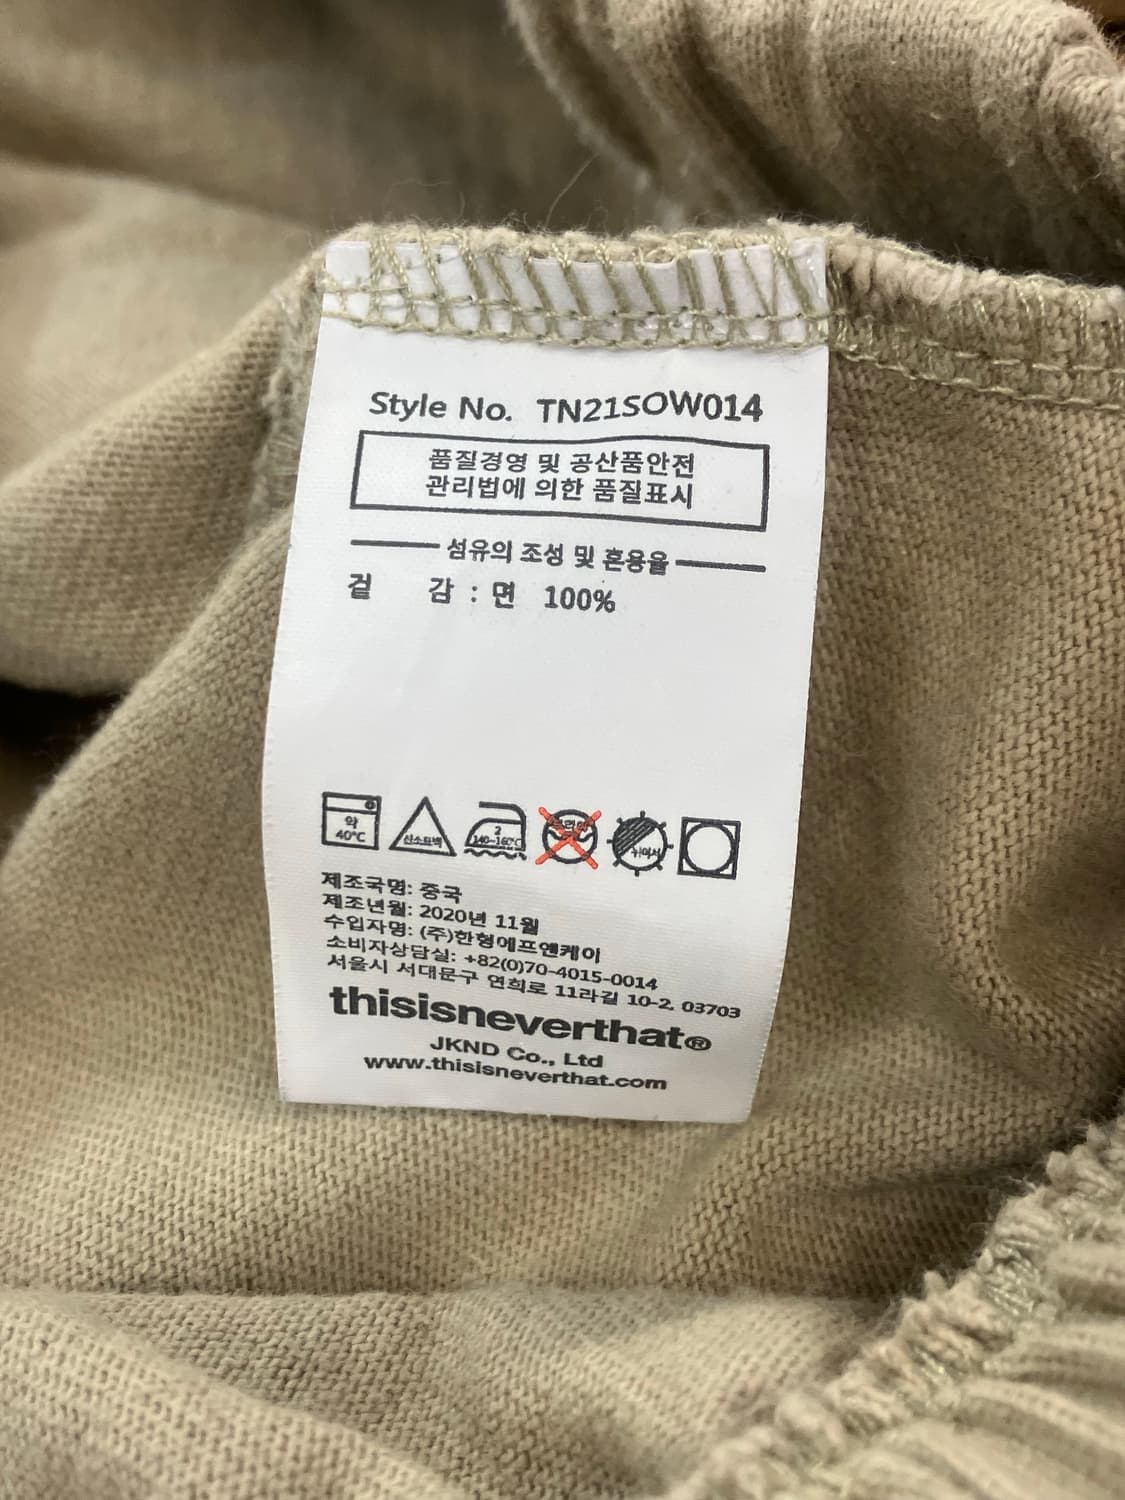 Style No. TN21SOW014
품질경영 및 공산품안전
관리법에 의한 품질표시
섬유의 조성 및 혼용율
겉 감 : 면 100%
약
40℃
산소표백
2
140~160℃
뉘어서
제조국명: 중국
제조년월: 2020년 11월
수입자명: (주)한형에프앤케이
소비자상담실: +82(0)70-4015-0014
서울시 서대문구 연희로 11라길 10-2, 03703
thisisneverthat®
JKND Co., Ltd
www.thisisneverthat.com